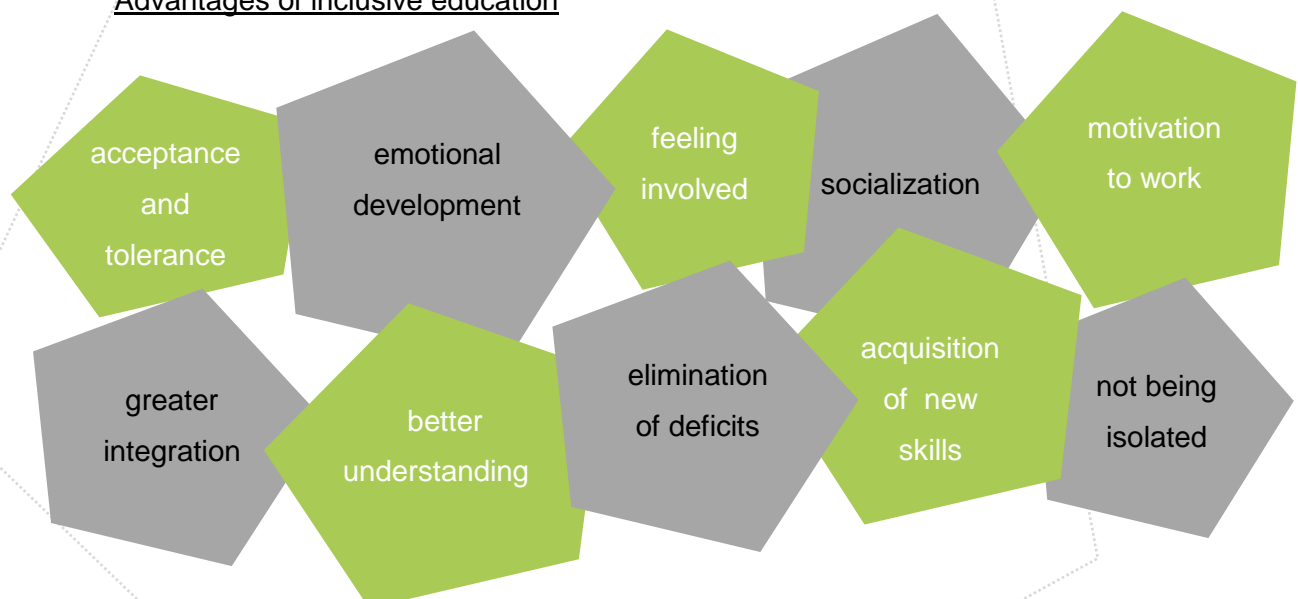 Advantages of inclusive education
acceptance
and
tolerance
emotional
development
feeling
involved
socialization
motivation
to work
greater
integration
better
understanding
elimination
of deficits
acquisition
of new
skills
not being
isolated